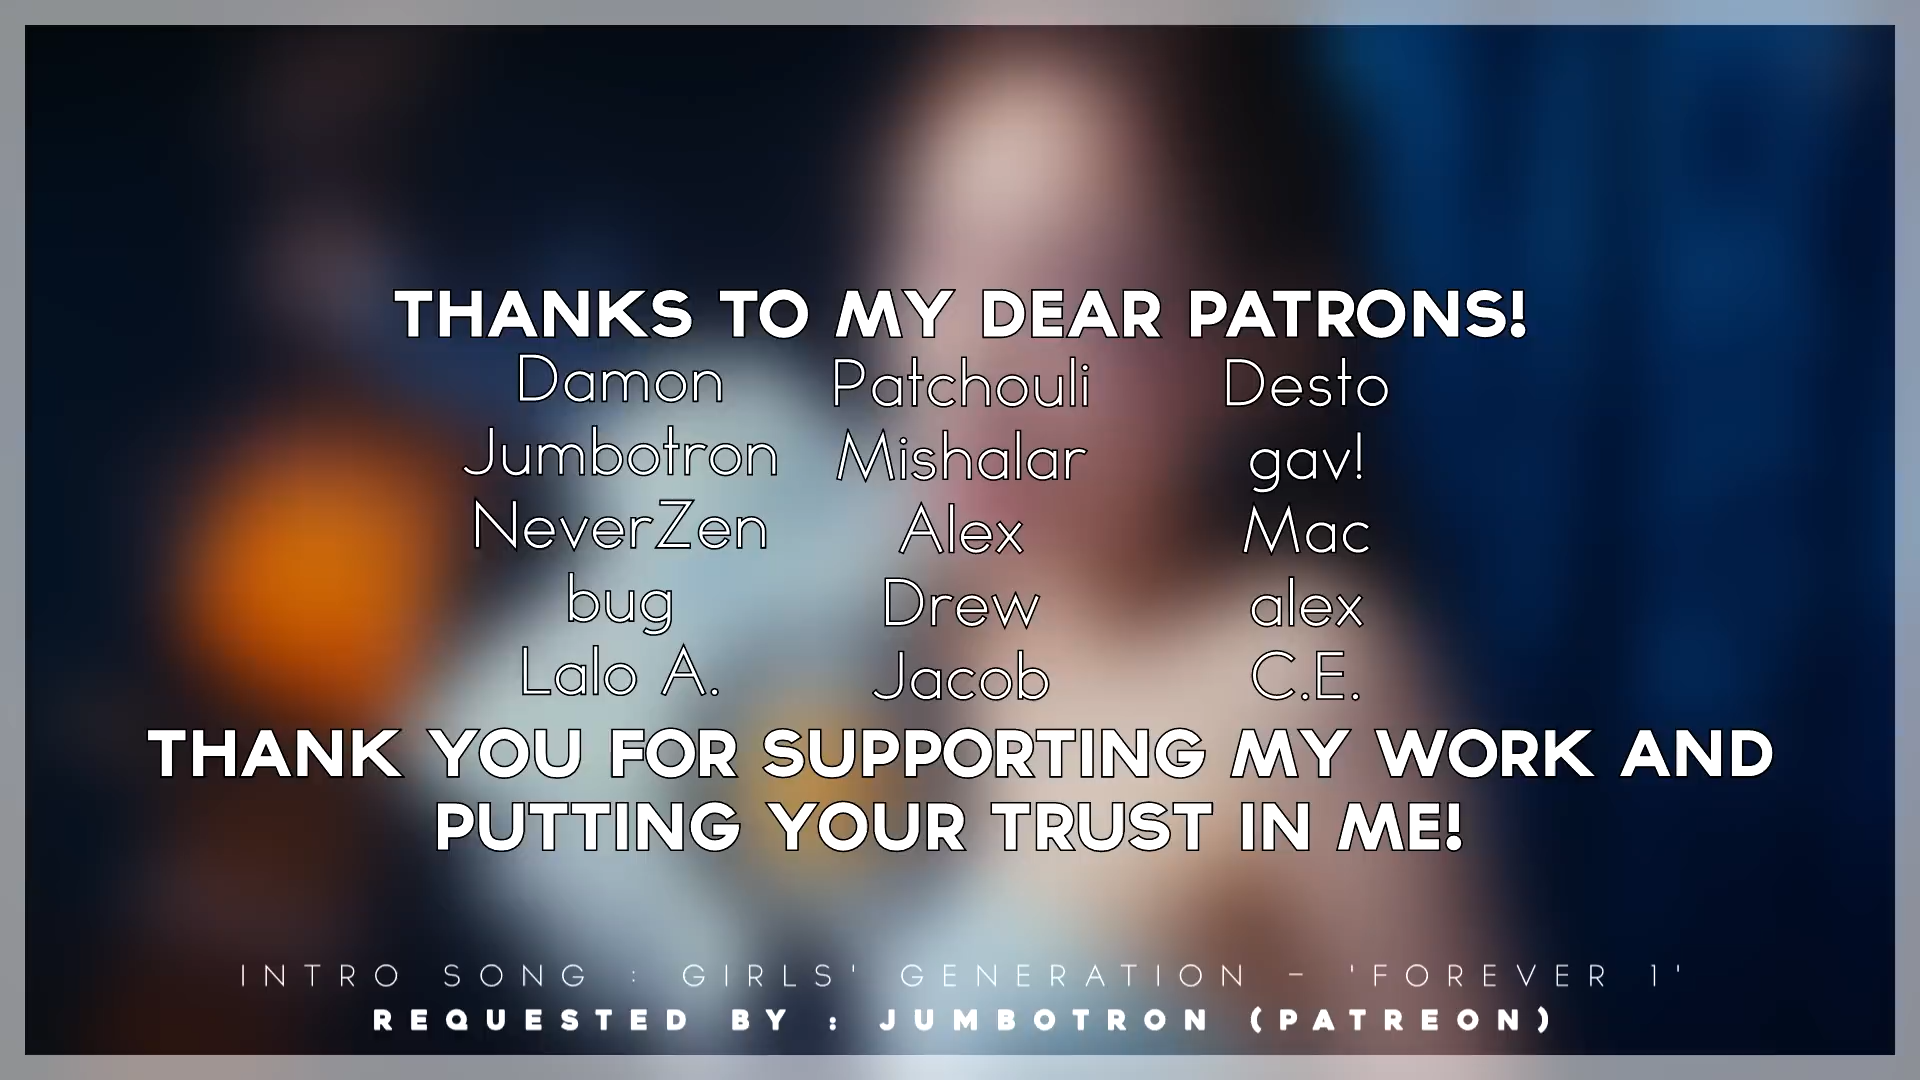 THANKS TO MY DEAR PATRONS!
Damon Patchouli Desto
Jumbotron Mishalar gav!
NeverZen Alex Mac
bug Drew alex
Lalo A. Jacob C.E.
THANK YOU FOR SUPPORTING MY WORK AND
PUTTING YOUR TRUST IN ME!
INTRO SONG : GIRLS' GENERATION - 'FOREVER 1'
REQUESTED BY : JUMBOTRON (PATREON)